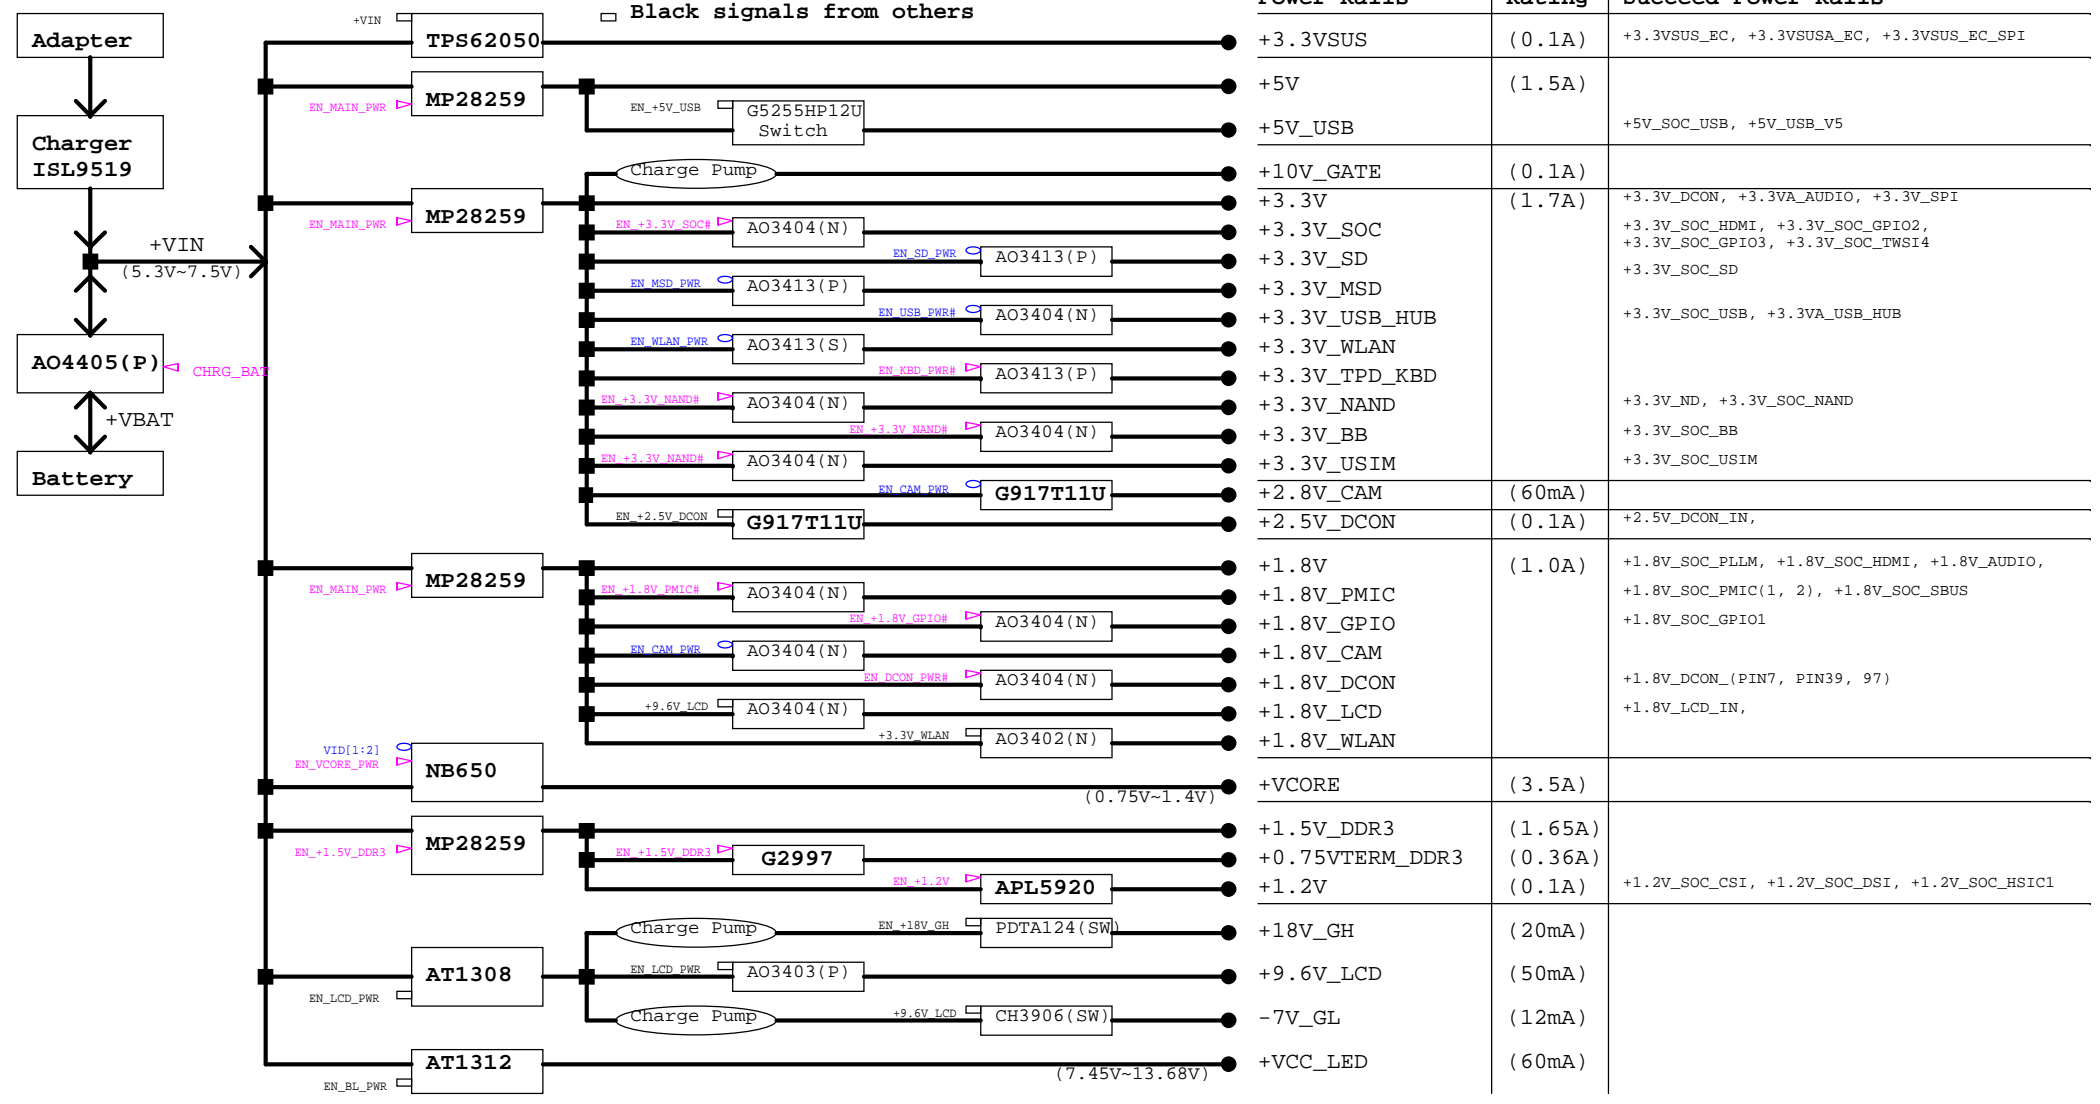 Black signals from others
Power Rails Rating Succeed Power Rails
Adapter
Charger
ISL9519
+VIN
(5.3V~7.5V)
AO4405(P)
CHRG_BAT
+VBAT
Battery
+VIN TPS62050 +3.3VSUS (0.1A) +3.3VSUS_EC, +3.3VSUSA_EC, +3.3VSUS_EC_SPI
EN_MAIN_PWR MP28259 +5V (1.5A)
EN_+5V_USB G5255HP12U
Switch +5V_USB +5V_SOC_USB, +5V_USB_V5
Charge Pump +10V_GATE (0.1A)
EN_MAIN_PWR MP28259 +3.3V (1.7A) +3.3V_DCON, +3.3VA_AUDIO, +3.3V_SPI
EN_+3.3V_SOC# AO3404(N) +3.3V_SOC +3.3V_SOC_HDMI, +3.3V_SOC_GPIO2,
+3.3V_SOC_GPIO3, +3.3V_SOC_TWSI4
EN_SD_PWR AO3413(P) +3.3V_SD +3.3V_SOC_SD
EN_MSD_PWR AO3413(P) +3.3V_MSD
EN_USB_PWR# AO3404(N) +3.3V_USB_HUB +3.3V_SOC_USB, +3.3VA_USB_HUB
EN_WLAN_PWR AO3413(S) +3.3V_WLAN
EN_KBD_PWR# AO3413(P) +3.3V_TPD_KBD
EN_+3.3V_NAND# AO3404(N) +3.3V_NAND +3.3V_ND, +3.3V_SOC_NAND
EN_+3.3V_NAND# AO3404(N) +3.3V_BB +3.3V_SOC_BB
EN_+3.3V_NAND# AO3404(N) +3.3V_USIM +3.3V_SOC_USIM
EN_CAM_PWR G917T11U +2.8V_CAM (60mA)
EN_+2.5V_DCON G917T11U +2.5V_DCON (0.1A) +2.5V_DCON_IN,
EN_MAIN_PWR MP28259 +1.8V (1.0A) +1.8V_SOC_PLLM, +1.8V_SOC_HDMI, +1.8V_AUDIO,
EN_+1.8V_PMIC# AO3404(N) +1.8V_PMIC +1.8V_SOC_PMIC(1, 2), +1.8V_SOC_SBUS
EN_+1.8V_GPIO# AO3404(N) +1.8V_GPIO +1.8V_SOC_GPIO1
EN_CAM_PWR AO3404(N) +1.8V_CAM
EN_DCON_PWR# AO3404(N) +1.8V_DCON +1.8V_DCON_(PIN7, PIN39, 97)
+9.6V_LCD AO3404(N) +1.8V_LCD +1.8V_LCD_IN,
+3.3V_WLAN AO3402(N) +1.8V_WLAN
VID[1:2]
EN_VCORE_PWR NB650 +VCORE (3.5A)
(0.75V~1.4V)
EN_+1.5V_DDR3 MP28259 +1.5V_DDR3 (1.65A)
EN_+1.5V_DDR3 G2997 +0.75VTERM_DDR3 (0.36A)
EN_+1.2V APL5920 +1.2V (0.1A) +1.2V_SOC_CSI, +1.2V_SOC_DSI, +1.2V_SOC_HSIC1
Charge Pump EN_+18V_GH PDTA124(SW) +18V_GH (20mA)
EN_LCD_PWR AT1308 EN_LCD_PWR AO3403(P) +9.6V_LCD (50mA)
Charge Pump +9.6V_LCD CH3906(SW) -7V_GL (12mA)
EN_BL_PWR AT1312 +VCC_LED (60mA)
(7.45V~13.68V)